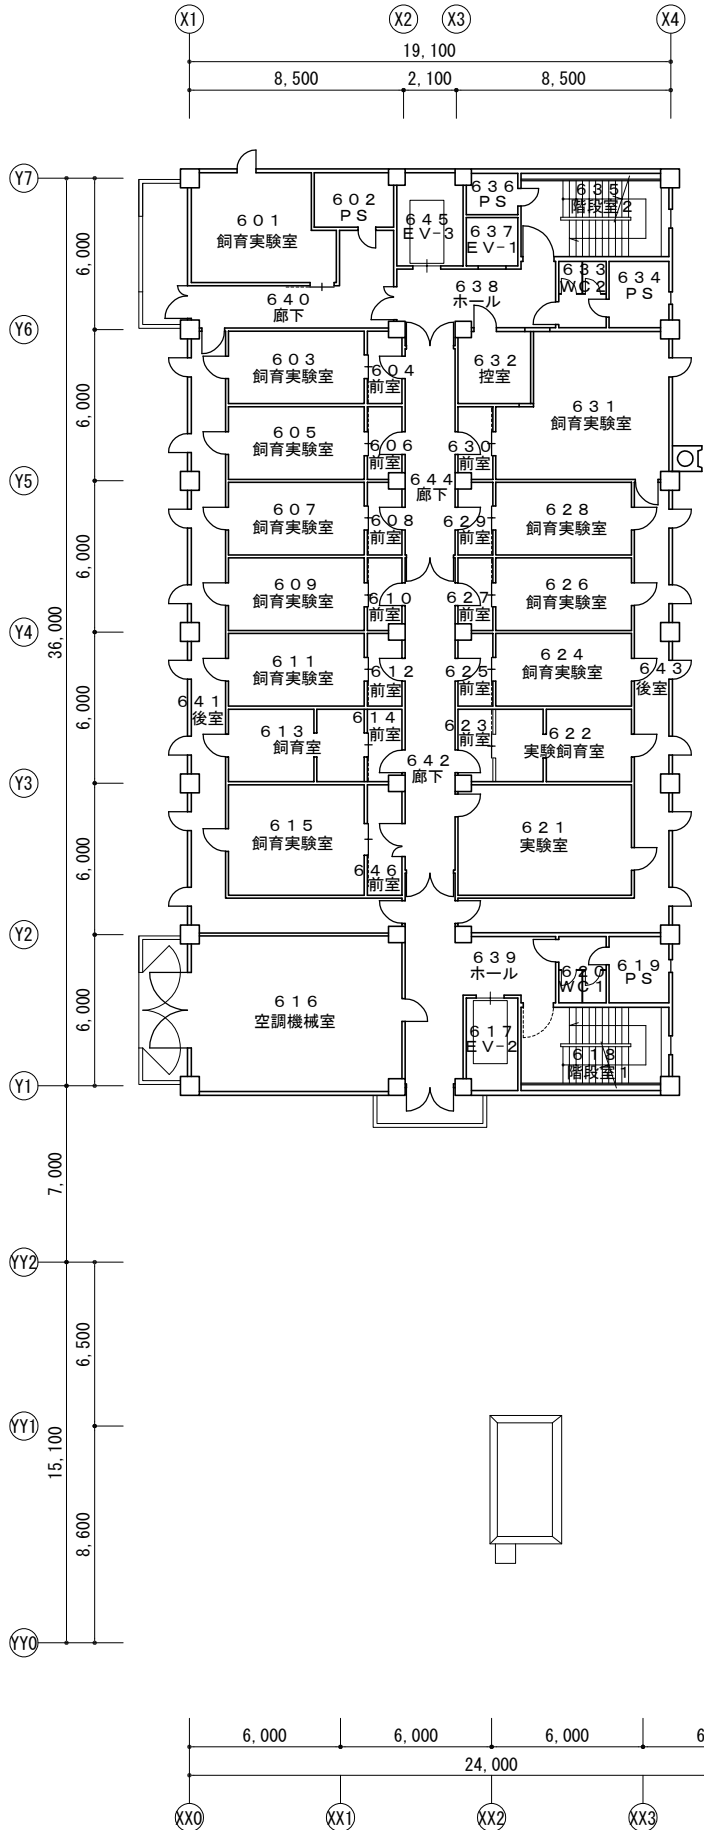 X1
X2
X3
X4
19,100
8,500
2,100
8,500
Y7
601
飼育実験室
602
PS
645
EV-3
636
PS
637
EV-1
635
階段室2
6,000
638
ホール
633
WC2
634
PS
640
廊下
Y6
603
飼育実験室
604
前室
632
控室
631
飼育実験室
6,000
605
飼育実験室
606
前室
630
前室
Y5
644
廊下
607
飼育実験室
608
前室
629
前室
628
飼育実験室
6,000
609
飼育実験室
610
前室
627
前室
626
飼育実験室
Y4
36,000
611
飼育実験室
612
前室
625
前室
624
飼育実験室
643
後室
6,000
641
後室
613
飼育室
614
前室
623
前室
622
実験飼育室
642
廊下
Y3
615
飼育実験室
646
前室
621
実験室
6,000
Y2
639
ホール
620
WC1
619
PS
6,000
616
空調機械室
617
EV-2
618
階段室1
Y1
7,000
YY2
6,500
YY1
15,100
8,600
YY0
6,000
6,000
6,000
6
24,000
XX0
XX1
XX2
XX3